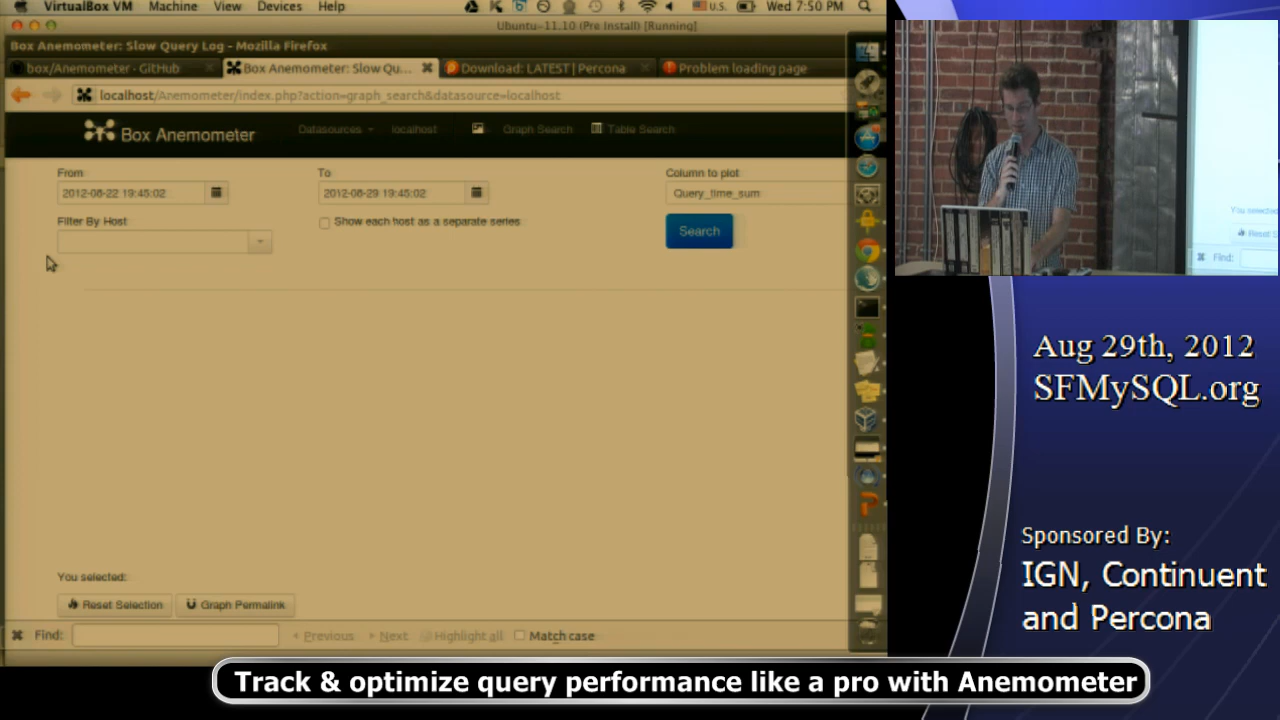 VirtualBox VM Machine View Devices Help U.S. Wed 7:50 PM
Ubuntu-11.10 (Pre Install) [Running]
Box Anemometer: Slow Query Log - Mozilla Firefox
box/Anemometer · GitHub Box Anemometer: Slow Qu... Download: LATEST | Percona Problem loading page
localhost/Anemometer/index.php?action=graph_search&datasource=localhost
Box Anemometer Datasources localhost Graph Search Table Search
From To Column to plot
2012-08-22 19:45:02 2012-08-29 19:45:02 Query_time_sum
Filter By Host Show each host as a separate series Search
You selected:
Reset Selection Graph Permalink
Find: Previous Next Highlight all Match case
You selected
Reset S
Find:
Aug 29th, 2012
SFMySQL.org
Sponsored By:
IGN, Continuent
and Percona
Track & optimize query performance like a pro with Anemometer